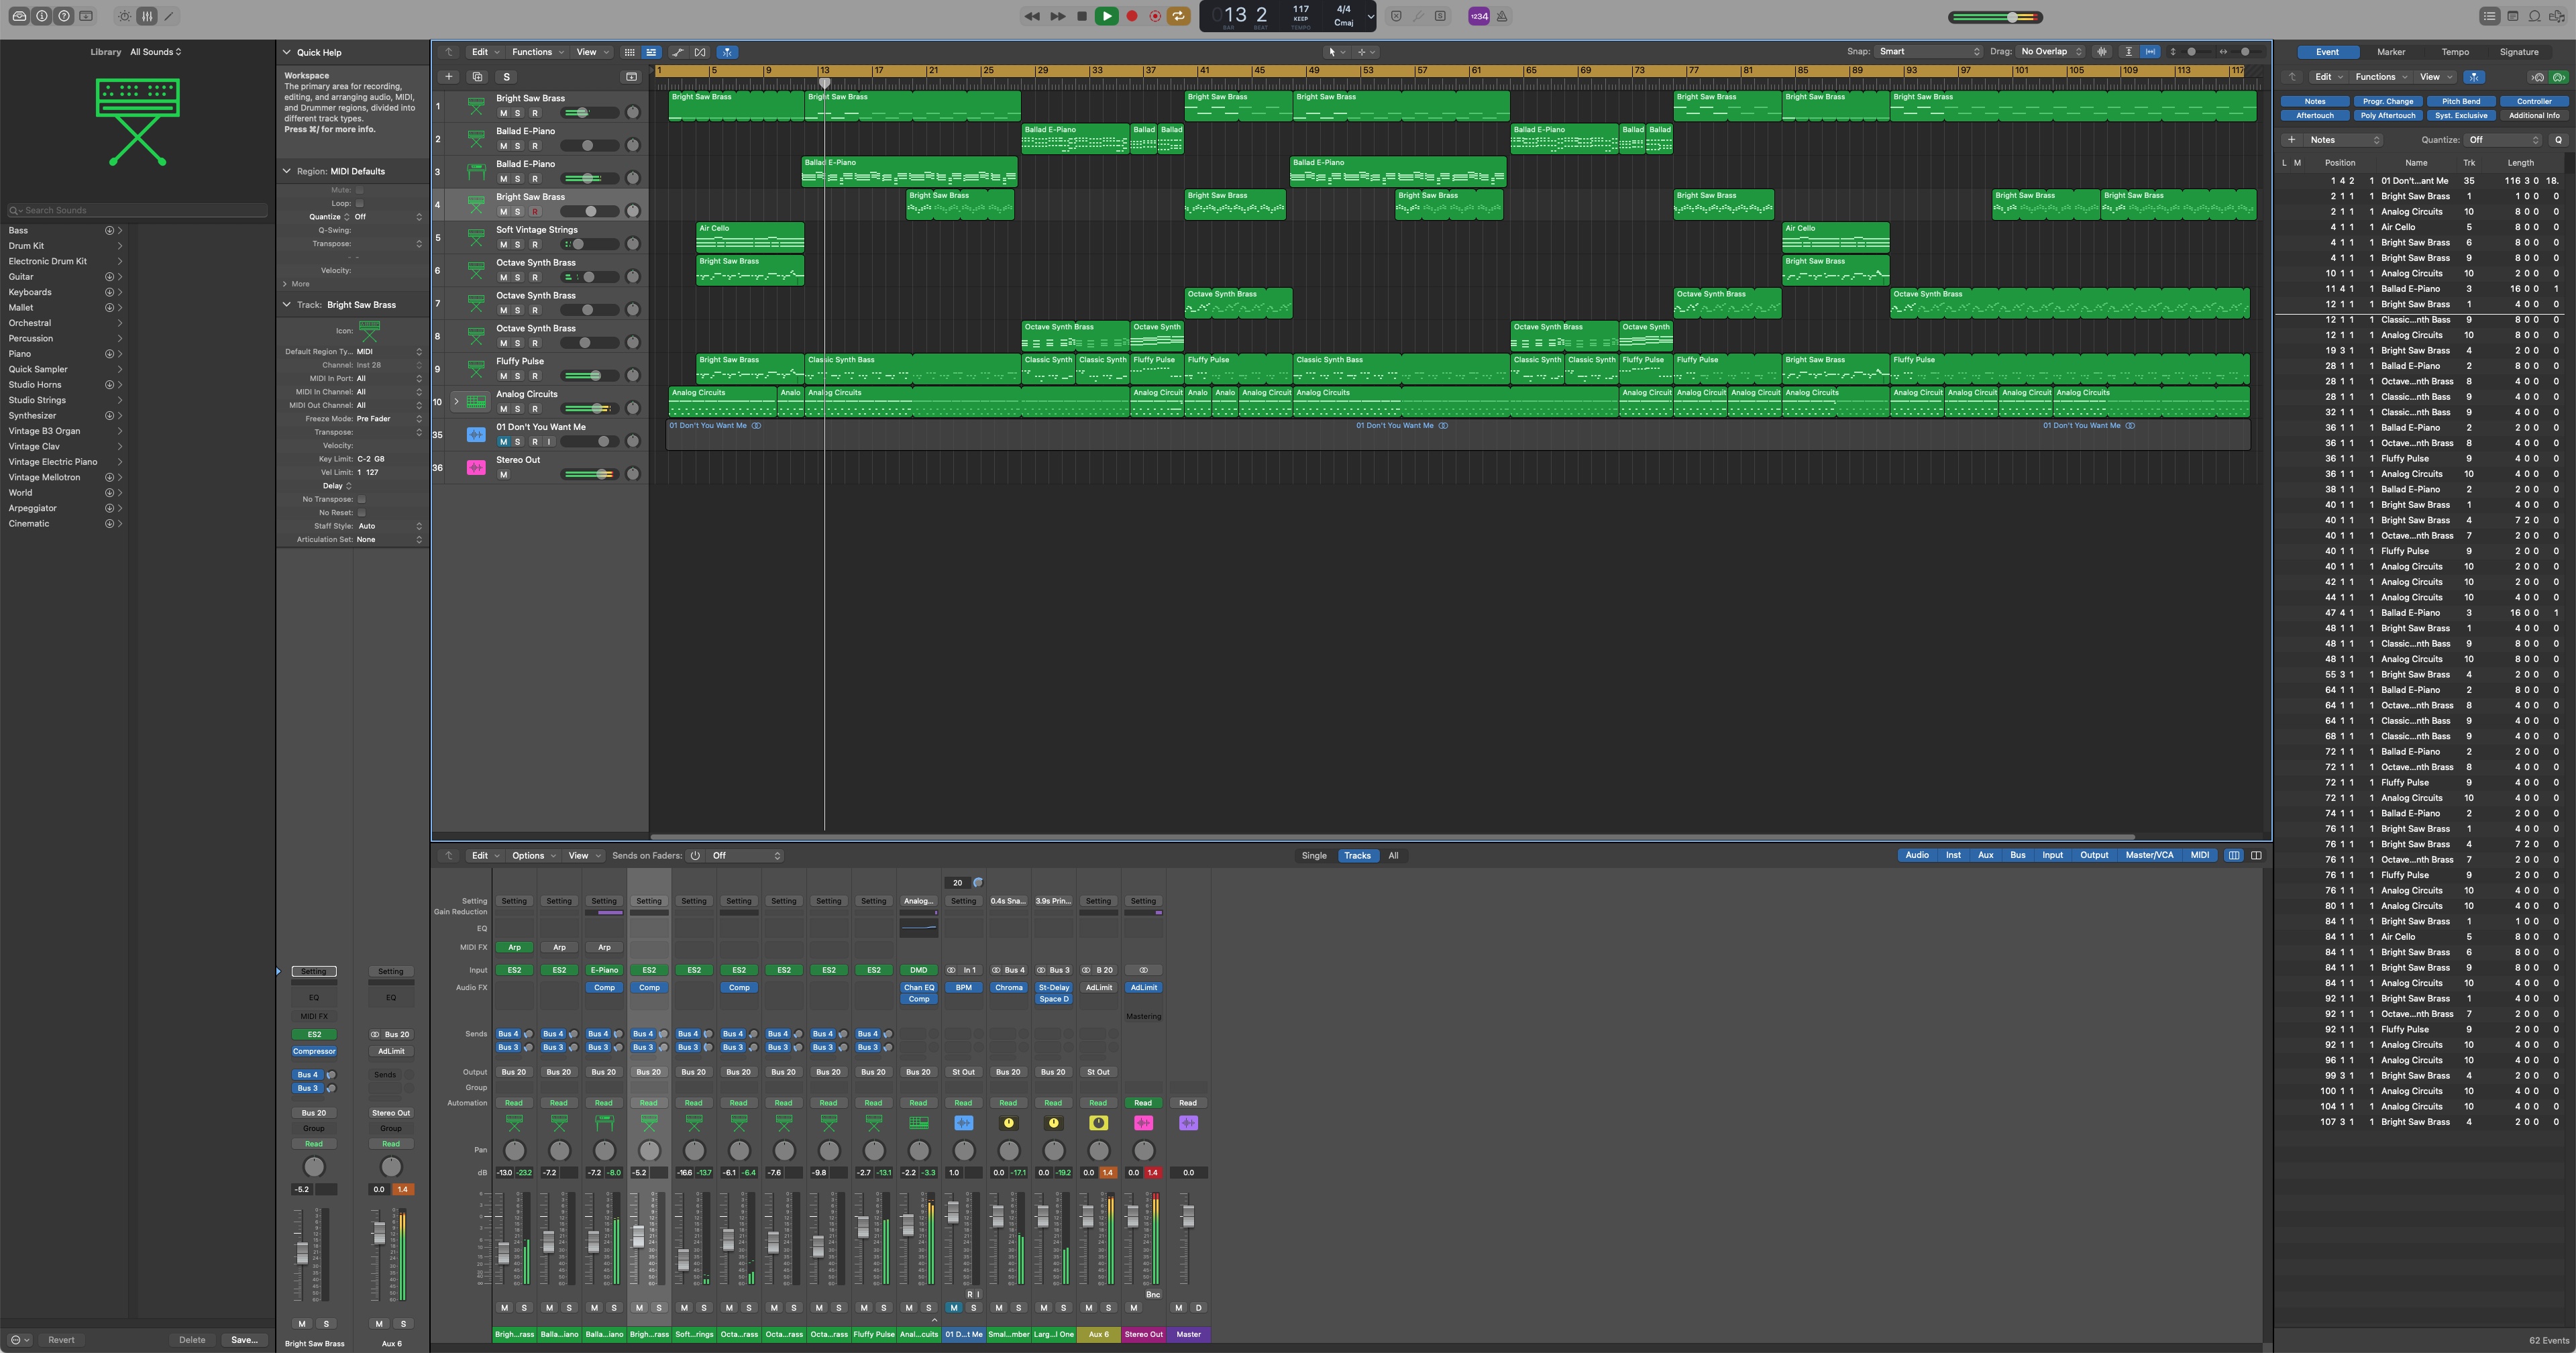 013 2
BAR BEAT
117
KEEP
TEMPO
4/4
Cmaj
1234
Library All Sounds
Search Sounds
Bass
Drum Kit
Electronic Drum Kit
Guitar
Keyboards
Mallet
Orchestral
Percussion
Piano
Quick Sampler
Studio Horns
Studio Strings
Synthesizer
Vintage B3 Organ
Vintage Clav
Vintage Electric Piano
Vintage Mellotron
World
Arpeggiator
Cinematic
Revert Delete Save...
Quick Help
Workspace
The primary area for recording,
editing, and arranging audio, MIDI,
and Drummer regions, divided into
different track types.
Press ⌘/ for more info.
Region: MIDI Defaults
Mute:
Loop:
Quantize Off
Q-Swing:
Transpose:
Velocity:
More
Track: Bright Saw Brass
Icon:
Default Region Ty... MIDI
Channel: Inst 28
MIDI In Port: All
MIDI In Channel: All
MIDI Out Channel: All
Freeze Mode: Pre Fader
Transpose:
Velocity:
Key Limit: C-2 G8
Vel Limit: 1 127
Delay
No Transpose:
No Reset:
Staff Style: Auto
Articulation Set: None
Setting Setting
EQ EQ
MIDI FX
ES2 Bus 20
Compressor AdLimit
Bus 4 Sends
Bus 3
Bus 20 Stereo Out
Group Group
Read Read
-5.2 0.0 1.4
M S M S
Bright Saw Brass Aux 6
Edit Functions View Snap: Smart Drag: No Overlap
1 5 9 13 17 21 25 29 33 37 41 45 49 53 57 61 65 69 73 77 81 85 89 93 97 101 105 109 113 117
1 Bright Saw Brass M S R
Bright Saw Brass Bright Saw Brass Bright Saw Brass Bright Saw Brass Bright Saw Brass Bright Saw Brass Bright Saw Brass
2 Ballad E-Piano M S R
Ballad E-Piano Ballad Ballad Ballad E-Piano Ballad Ballad
3 Ballad E-Piano M S R
Ballad E-Piano Ballad E-Piano
4 Bright Saw Brass M S R
Bright Saw Brass Bright Saw Brass Bright Saw Brass Bright Saw Brass Bright Saw Brass Bright Saw Brass
5 Soft Vintage Strings M S R
Air Cello Air Cello
6 Octave Synth Brass M S R
Bright Saw Brass Bright Saw Brass
7 Octave Synth Brass M S R
Octave Synth Brass Octave Synth Brass Octave Synth Brass
8 Octave Synth Brass M S R
Octave Synth Brass Octave Synth Octave Synth Brass Octave Synth
9 Fluffy Pulse M S R
Bright Saw Brass Classic Synth Bass Classic Synth Classic Synth Fluffy Pulse Fluffy Pulse Classic Synth Bass Classic Synth Classic Synth Fluffy Pulse Fluffy Pulse Bright Saw Brass Fluffy Pulse
10 Analog Circuits M S R
Analog Circuits Analo Analog Circuits Analog Circuits Analo Analo Analog Circuits Analog Circuits Analog Circuits Analog Circuits Analog Circuits Analog Circuits Analog Circuits Analog Circuits Analog Circuits Analog Circuits
35 01 Don't You Want Me M S R I
01 Don't You Want Me 01 Don't You Want Me 01 Don't You Want Me
36 Stereo Out M
Edit Options View Sends on Faders: Off Single Tracks All Audio Inst Aux Bus Input Output Master/VCA MIDI
20
Setting Setting Setting Setting Setting Setting Setting Setting Setting Setting Analog... Setting 0.4s Sna... 3.9s Prin... Setting Setting
Gain Reduction
EQ
MIDI FX Arp Arp Arp
Input ES2 ES2 E-Piano ES2 ES2 ES2 ES2 ES2 ES2 DMD In 1 Bus 4 Bus 3 B 20
Audio FX Comp Comp Comp Chan EQ BPM Chroma St-Delay AdLimit AdLimit
Comp Space D
Mastering
Sends Bus 4 Bus 4 Bus 4 Bus 4 Bus 4 Bus 4 Bus 4 Bus 4 Bus 4
Bus 3 Bus 3 Bus 3 Bus 3 Bus 3 Bus 3 Bus 3 Bus 3 Bus 3
Output Bus 20 Bus 20 Bus 20 Bus 20 Bus 20 Bus 20 Bus 20 Bus 20 Bus 20 Bus 20 St Out Bus 20 Bus 20 St Out
Group
Automation Read Read Read Read Read Read Read Read Read Read Read Read Read Read Read Read
Pan
dB -13.0 -23.2 -7.2 -7.2 -8.0 -5.2 -16.6 -13.7 -6.1 -6.4 -7.6 -9.8 -2.7 -13.1 -2.2 -3.3 1.0 0.0 -17.1 0.0 -19.2 0.0 1.4 0.0 1.4 0.0
R I Bnc
M S M S M S M S M S M S M S M S M S M S M S M S M S M S M M D
Brigh...rass Balla...iano Balla...iano Brigh...rass Soft...rings Octa...rass Octa...rass Octa...rass Fluffy Pulse Anal...cuits 01 D...t Me Smal...mber Larg...l One Aux 6 Stereo Out Master
Event Marker Tempo Signature
Edit Functions View
Notes Progr. Change Pitch Bend Controller
Aftertouch Poly Aftertouch Syst. Exclusive Additional Info
Notes Quantize: Off Q
L M Position Name Trk Length
1 4 2 1 01 Don't...ant Me 35 116 3 0 18.
2 1 1 1 Bright Saw Brass 1 1 0 0 0
2 1 1 1 Analog Circuits 10 8 0 0 0
4 1 1 1 Air Cello 5 8 0 0 0
4 1 1 1 Bright Saw Brass 6 8 0 0 0
4 1 1 1 Bright Saw Brass 9 8 0 0 0
10 1 1 1 Analog Circuits 10 2 0 0 0
11 4 1 1 Ballad E-Piano 3 16 0 0 1
12 1 1 1 Bright Saw Brass 1 4 0 0 0
12 1 1 1 Classic...nth Bass 9 8 0 0 0
12 1 1 1 Analog Circuits 10 8 0 0 0
19 3 1 1 Bright Saw Brass 4 2 0 0 0
28 1 1 1 Ballad E-Piano 2 8 0 0 0
28 1 1 1 Octave...nth Brass 8 4 0 0 0
28 1 1 1 Classic...nth Bass 9 4 0 0 0
32 1 1 1 Classic...nth Bass 9 4 0 0 0
36 1 1 1 Ballad E-Piano 2 2 0 0 0
36 1 1 1 Octave...nth Brass 8 4 0 0 0
36 1 1 1 Fluffy Pulse 9 4 0 0 0
36 1 1 1 Analog Circuits 10 4 0 0 0
38 1 1 1 Ballad E-Piano 2 2 0 0 0
40 1 1 1 Bright Saw Brass 1 4 0 0 0
40 1 1 1 Bright Saw Brass 4 7 2 0 0
40 1 1 1 Octave...nth Brass 7 2 0 0 0
40 1 1 1 Fluffy Pulse 9 2 0 0 0
40 1 1 1 Analog Circuits 10 2 0 0 0
42 1 1 1 Analog Circuits 10 2 0 0 0
44 1 1 1 Analog Circuits 10 4 0 0 0
47 4 1 1 Ballad E-Piano 3 16 0 0 1
48 1 1 1 Bright Saw Brass 1 4 0 0 0
48 1 1 1 Classic...nth Bass 9 8 0 0 0
48 1 1 1 Analog Circuits 10 8 0 0 0
55 3 1 1 Bright Saw Brass 4 2 0 0 0
64 1 1 1 Ballad E-Piano 2 8 0 0 0
64 1 1 1 Octave...nth Brass 8 4 0 0 0
64 1 1 1 Classic...nth Bass 9 4 0 0 0
68 1 1 1 Classic...nth Bass 9 4 0 0 0
72 1 1 1 Ballad E-Piano 2 2 0 0 0
72 1 1 1 Octave...nth Brass 8 4 0 0 0
72 1 1 1 Fluffy Pulse 9 4 0 0 0
72 1 1 1 Analog Circuits 10 4 0 0 0
74 1 1 1 Ballad E-Piano 2 2 0 0 0
76 1 1 1 Bright Saw Brass 1 4 0 0 0
76 1 1 1 Bright Saw Brass 4 7 2 0 0
76 1 1 1 Octave...nth Brass 7 2 0 0 0
76 1 1 1 Fluffy Pulse 9 2 0 0 0
76 1 1 1 Analog Circuits 10 4 0 0 0
80 1 1 1 Analog Circuits 10 4 0 0 0
84 1 1 1 Bright Saw Brass 1 1 0 0 0
84 1 1 1 Air Cello 5 8 0 0 0
84 1 1 1 Bright Saw Brass 6 8 0 0 0
84 1 1 1 Bright Saw Brass 9 8 0 0 0
84 1 1 1 Analog Circuits 10 4 0 0 0
92 1 1 1 Bright Saw Brass 1 4 0 0 0
92 1 1 1 Octave...nth Brass 7 2 0 0 0
92 1 1 1 Fluffy Pulse 9 2 0 0 0
92 1 1 1 Analog Circuits 10 4 0 0 0
96 1 1 1 Analog Circuits 10 4 0 0 0
99 3 1 1 Bright Saw Brass 4 2 0 0 0
100 1 1 1 Analog Circuits 10 4 0 0 0
104 1 1 1 Analog Circuits 10 4 0 0 0
107 3 1 1 Bright Saw Brass 4 2 0 0 0
62 Events